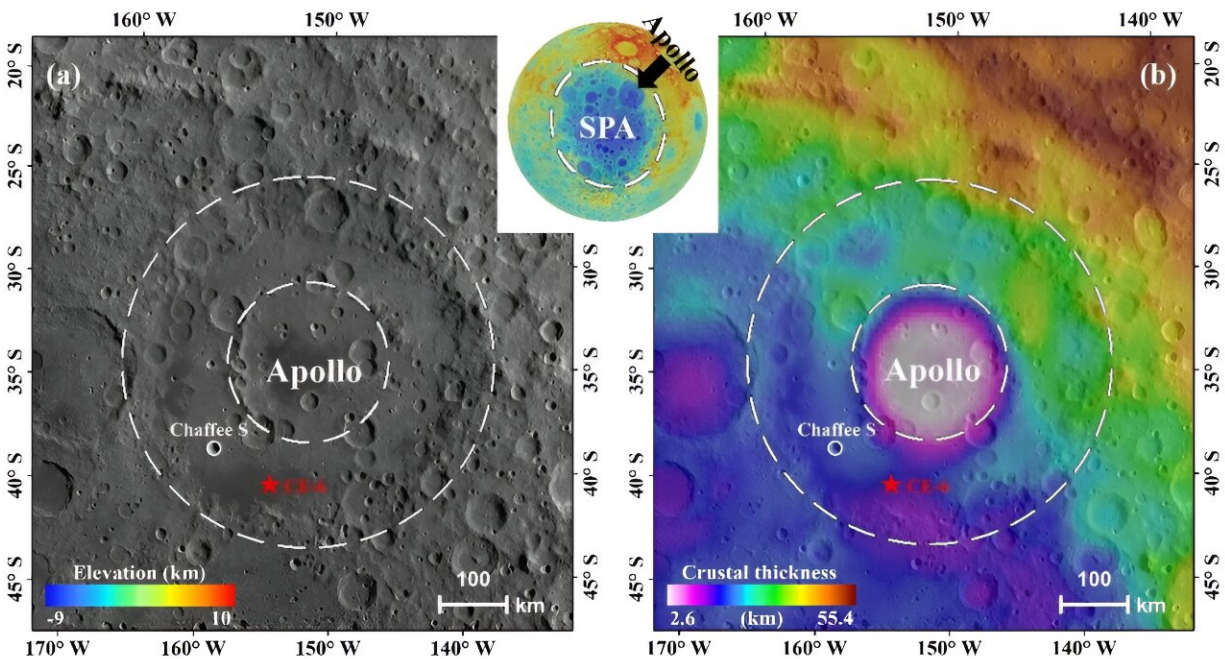 160° W 150° W
(a)
20° S
25° S
30° S
35° S
40° S
45° S
Apollo
Chaffee S
CE-6
Elevation (km)
-9 10
100
km
170° W 160° W 150° W 140° W
Apollo
SPA
160° W 150° W 140° W
(b)
20° S
25° S
30° S
35° S
40° S
45° S
Apollo
Chaffee S
CE-6
Crustal thickness
2.6 (km) 55.4
100
km
170° W 160° W 150° W 140° W